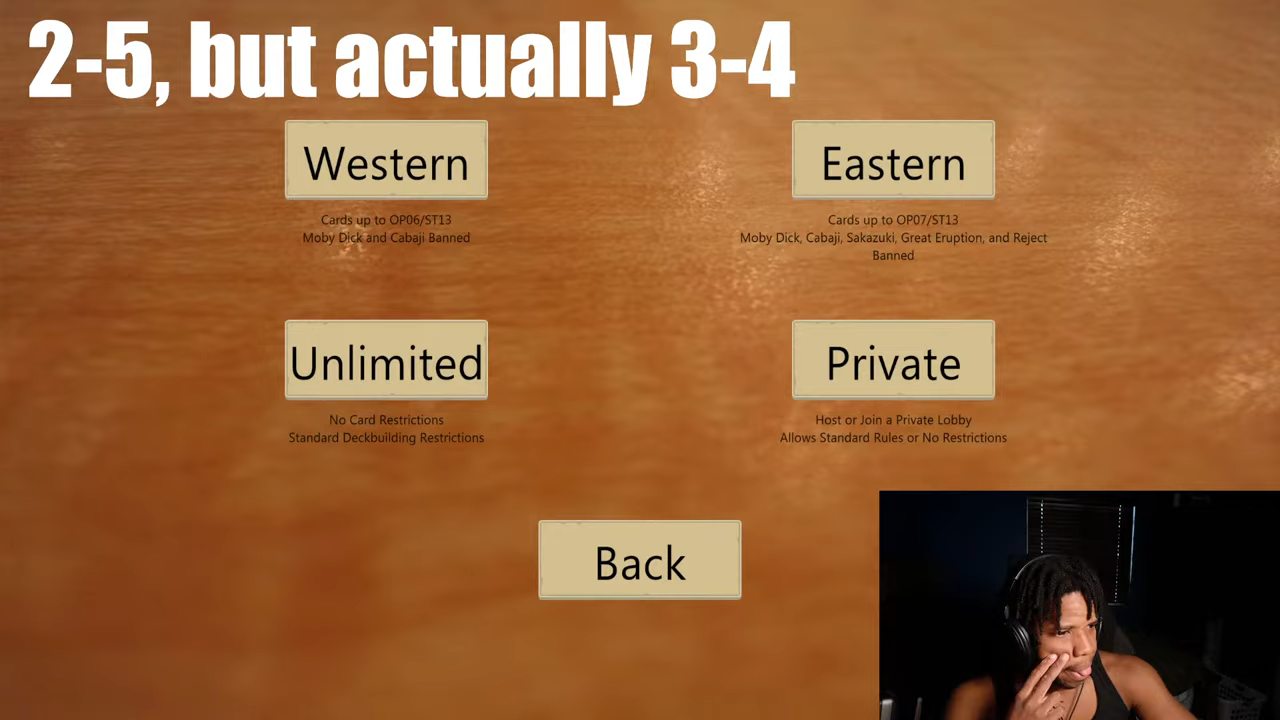 2-5, but actually 3-4
Western
Cards up to OP06/ST13
Moby Dick and Cabaji Banned
Eastern
Cards up to OP07/ST13
Moby Dick, Cabaji, Sakazuki, Great Eruption, and Reject
Banned
Unlimited
No Card Restrictions
Standard Deckbuilding Restrictions
Private
Host or Join a Private Lobby
Allows Standard Rules or No Restrictions
Back